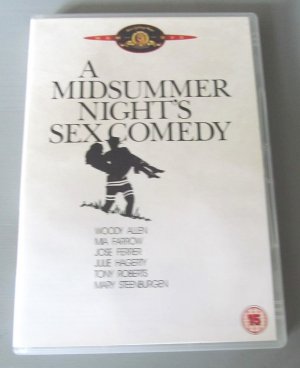 A
MIDSUMMER
NIGHT'S
SEX COMEDY
WOODY ALLEN
MIA FARROW
JOSE FERRER
JULIE HAGERTY
TONY ROBERTS
MARY STEENBURGEN
15